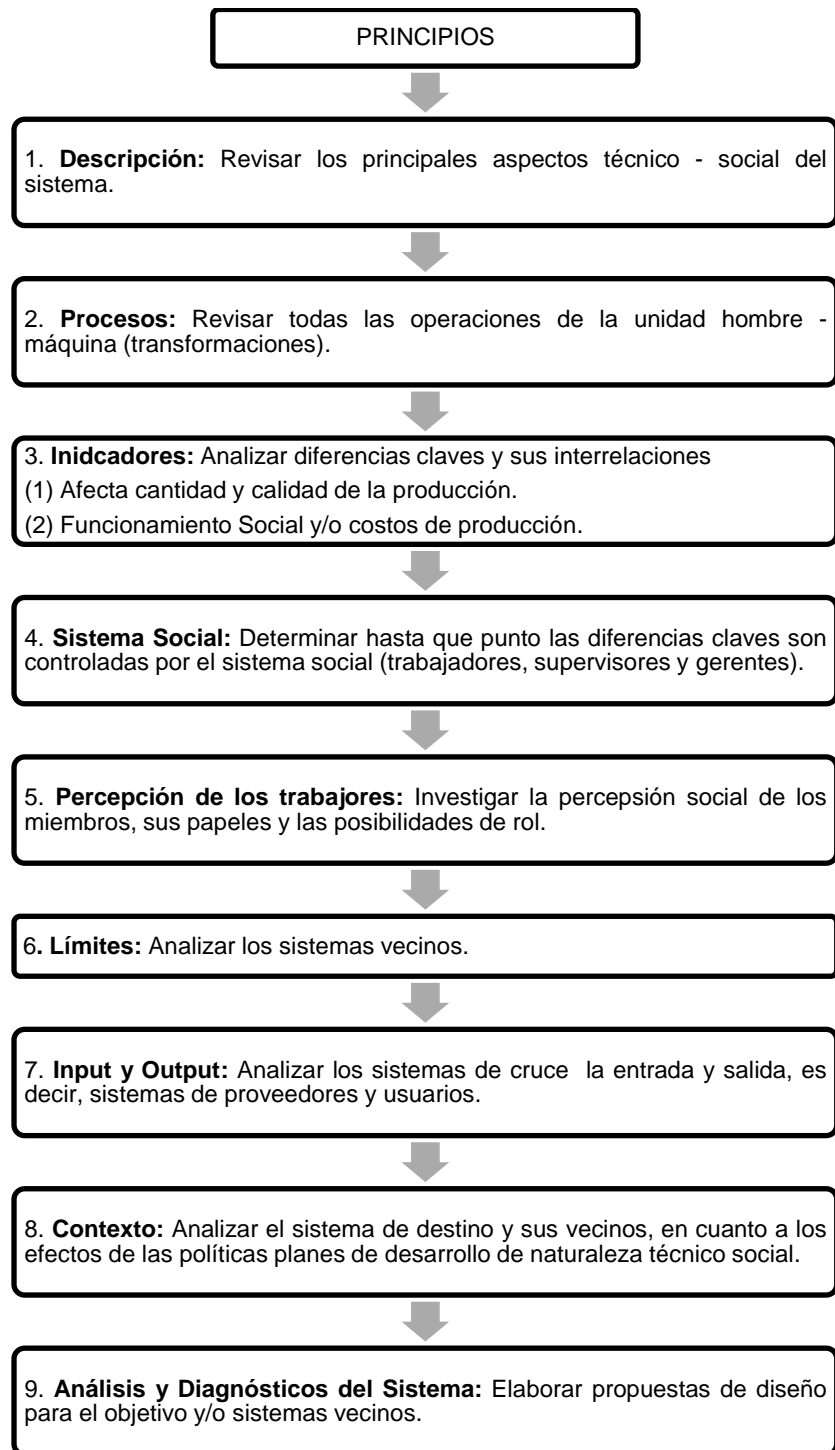 PRINCIPIOS
1. Descripción: Revisar los principales aspectos técnico - social del
sistema.
2. Procesos: Revisar todas las operaciones de la unidad hombre -
máquina (transformaciones).
3. Inidcadores: Analizar diferencias claves y sus interrelaciones
(1) Afecta cantidad y calidad de la producción.
(2) Funcionamiento Social y/o costos de producción.
4. Sistema Social: Determinar hasta que punto las diferencias claves son
controladas por el sistema social (trabajadores, supervisores y gerentes).
5. Percepción de los trabajores: Investigar la percepsión social de los
miembros, sus papeles y las posibilidades de rol.
6. Límites: Analizar los sistemas vecinos.
7. Input y Output: Analizar los sistemas de cruce la entrada y salida, es
decir, sistemas de proveedores y usuarios.
8. Contexto: Analizar el sistema de destino y sus vecinos, en cuanto a los
efectos de las políticas planes de desarrollo de naturaleza técnico social.
9. Análisis y Diagnósticos del Sistema: Elaborar propuestas de diseño
para el objetivo y/o sistemas vecinos.